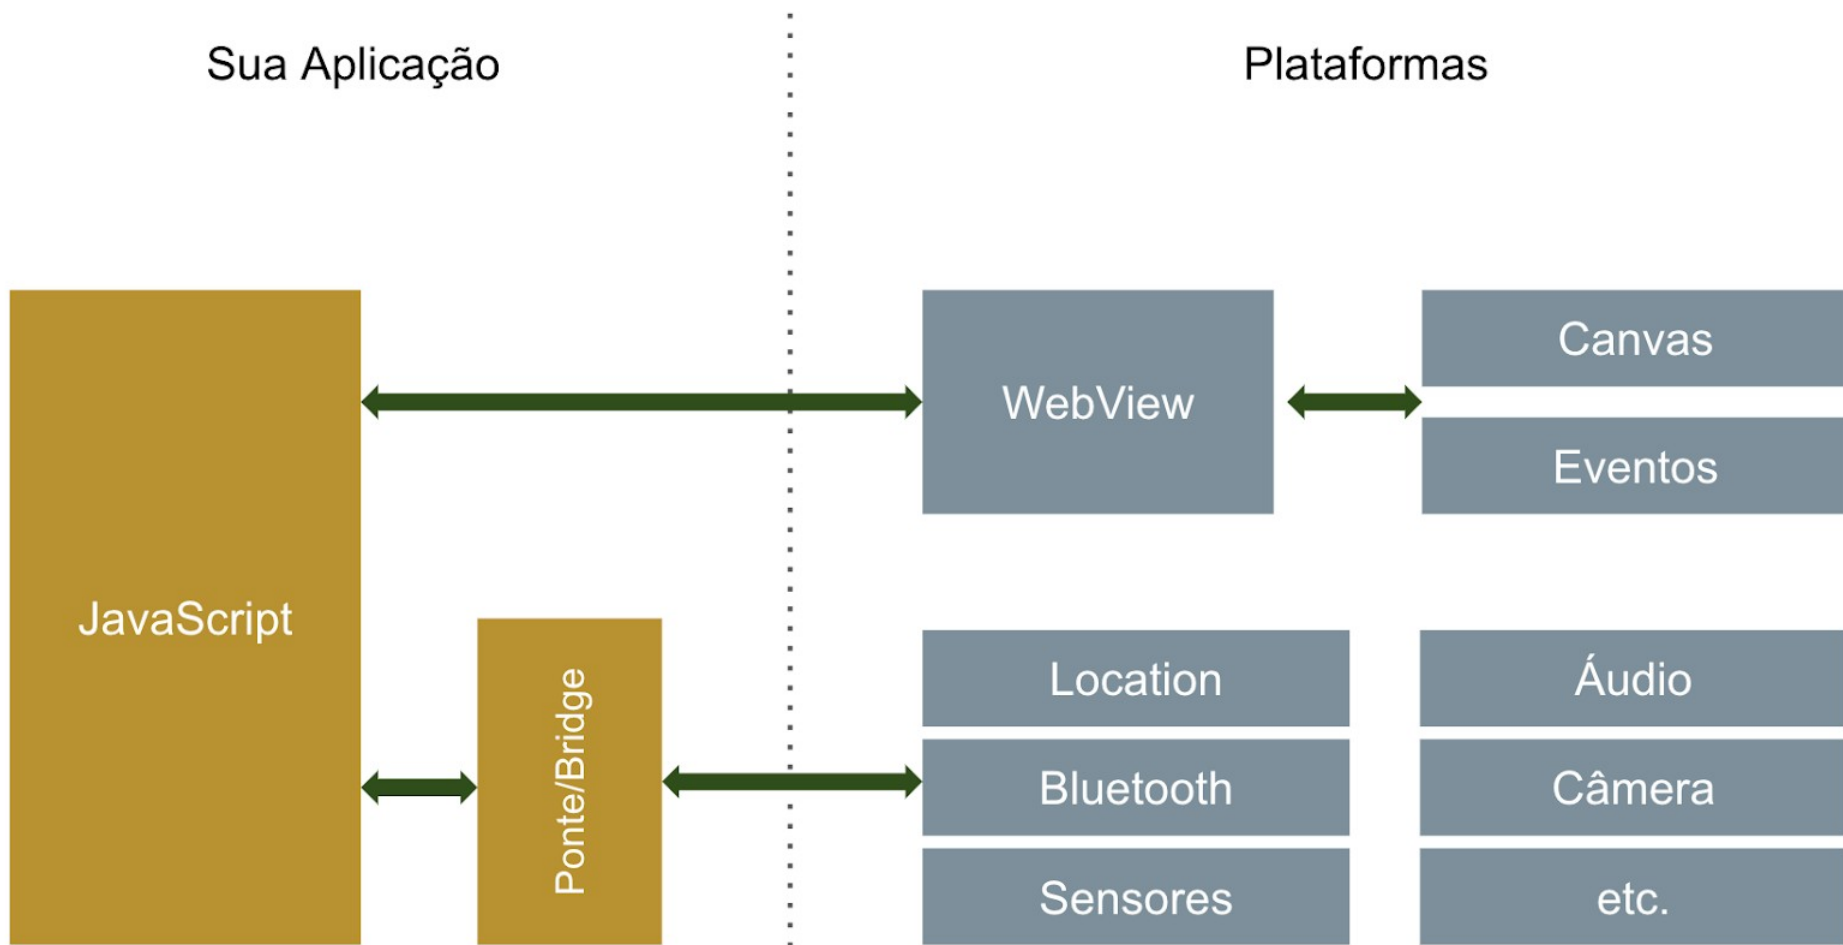 Sua Aplicação
Plataformas
JavaScript
Ponte/Bridge
WebView
Canvas
Eventos
Location
Áudio
Bluetooth
Câmera
Sensores
etc.